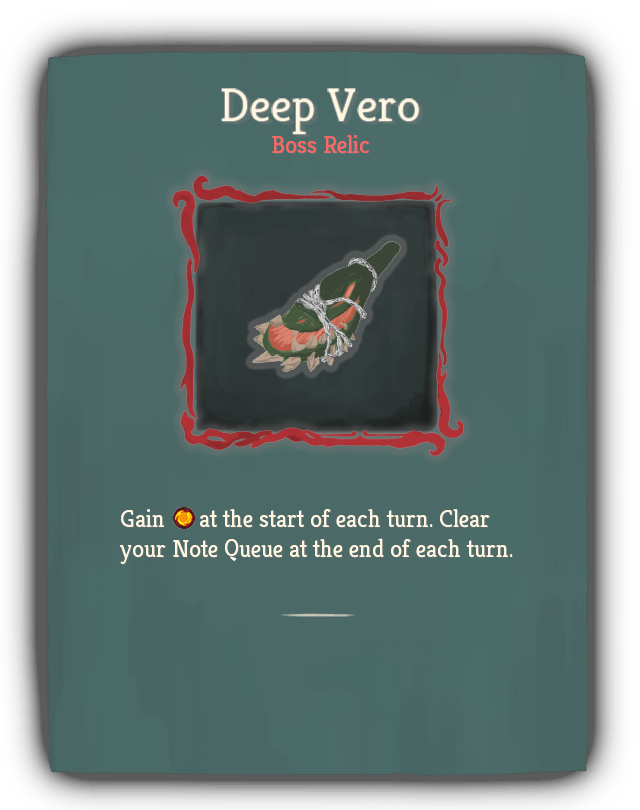 Deep Vero
Boss Relic
Gain at the start of each turn. Clear
your Note Queue at the end of each turn.